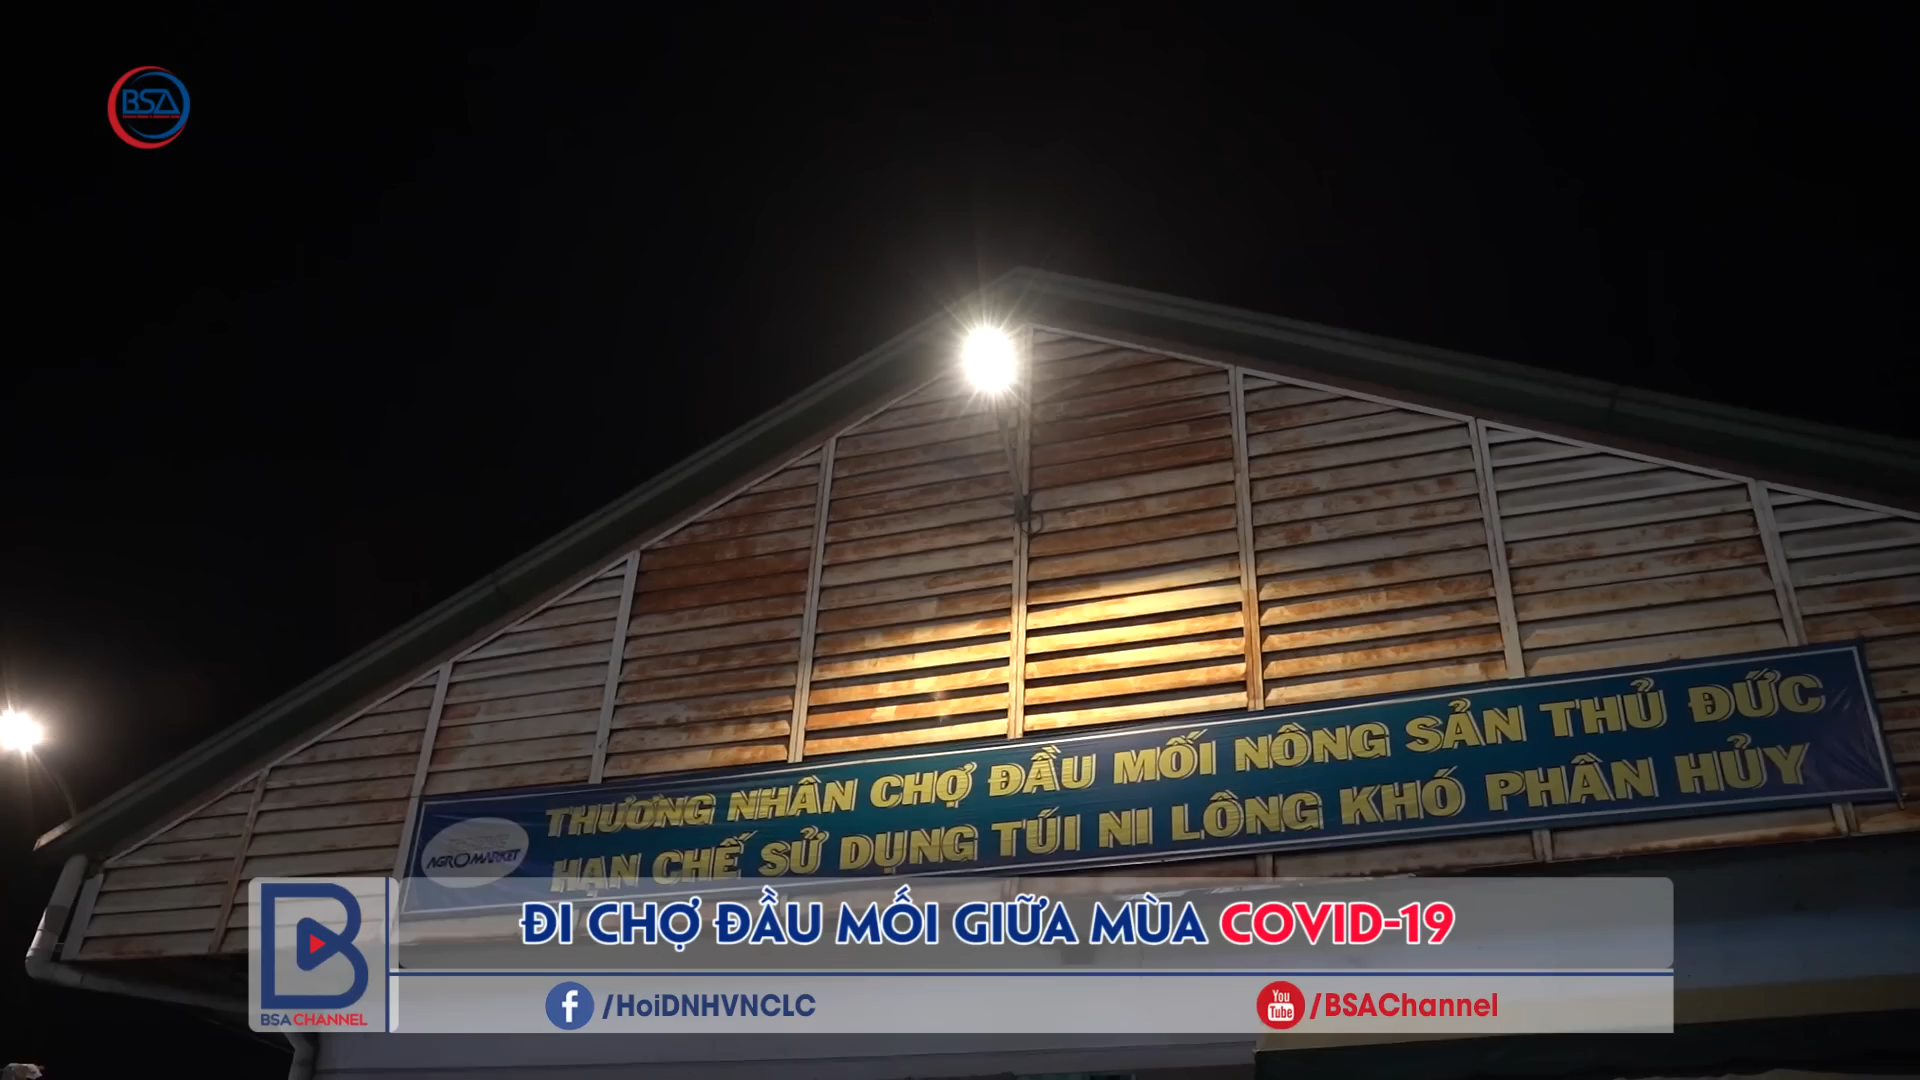 BSA
THƯƠNG NHÂN CHỢ ĐẦU MỐI NÔNG SẢN THỦ ĐỨC
HẠN CHẾ SỬ DỤNG TÚI NI LÔNG KHÓ PHÂN HỦY
AGROMARKET
ĐI CHỢ ĐẦU MỐI GIỮA MÙA COVID-19
BSA CHANNEL
f /HoiDNHVNCLC
You Tube /BSAChannel